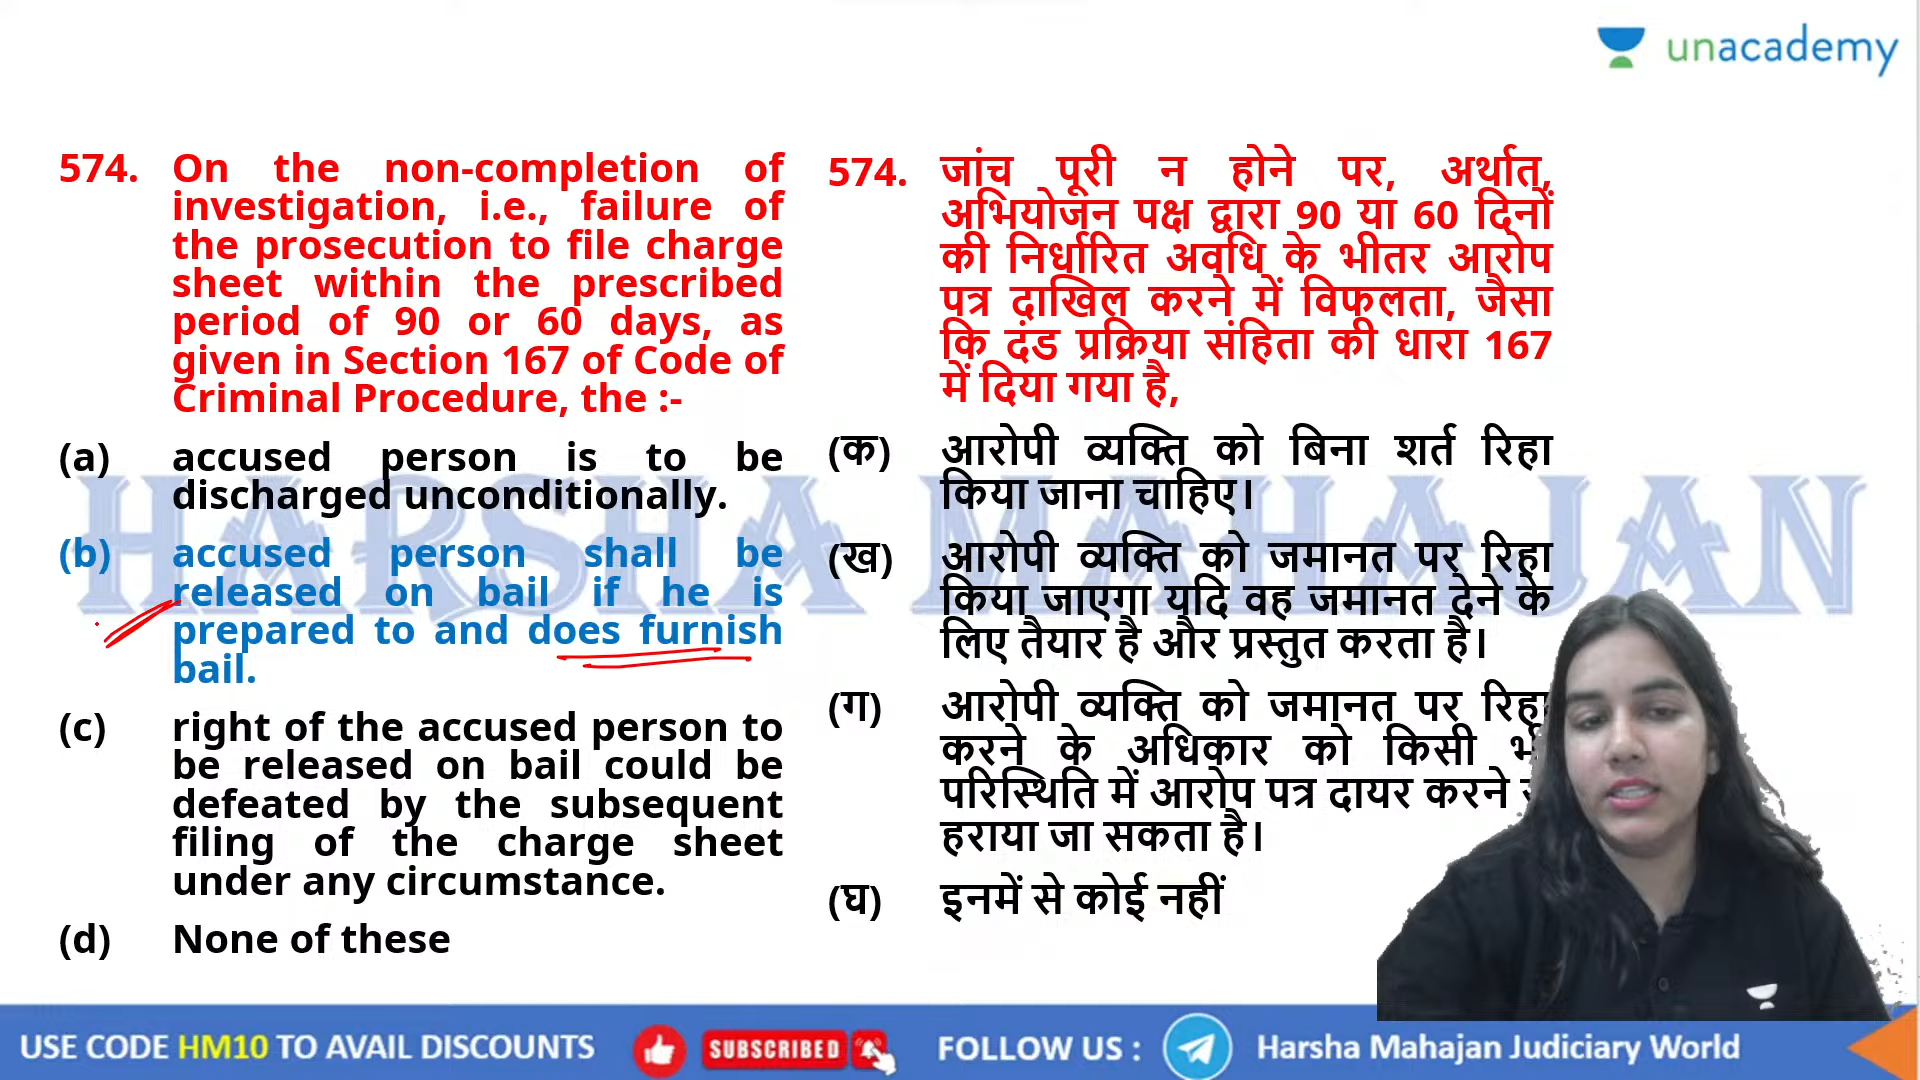 unacademy
574. On the non-completion of
investigation, i.e., failure of
the prosecution to file charge
sheet within the prescribed
period of 90 or 60 days, as
given in Section 167 of Code of
Criminal Procedure, the :-
(a) accused person is to be
discharged unconditionally.
(b) accused person shall be
released on bail if he is
prepared to and does furnish
bail.
(c) right of the accused person to
be released on bail could be
defeated by the subsequent
filing of the charge sheet
under any circumstance.
(d) None of these
574. जांच पूरी न होने पर, अर्थात,
अभियोजन पक्ष द्वारा 90 या 60 दिनों
की निर्धारित अवधि के भीतर आरोप
पत्र दाखिल करने में विफलता, जैसा
कि दंड प्रक्रिया संहिता की धारा 167
में दिया गया है,
(क) आरोपी व्यक्ति को बिना शर्त रिहा
किया जाना चाहिए।
(ख) आरोपी व्यक्ति को जमानत पर रिहा
किया जाएगा यदि वह जमानत देने के
लिए तैयार है और प्रस्तुत करता है।
(ग) आरोपी व्यक्ति को जमानत पर रिहा
करने के अधिकार को किसी भी
परिस्थिति में आरोप पत्र दायर करने
हराया जा सकता है।
(घ) इनमें से कोई नहीं
HARSHA MAHAJAN
USE CODE HM10 TO AVAIL DISCOUNTS
SUBSCRIBED
FOLLOW US :
Harsha Mahajan Judiciary World